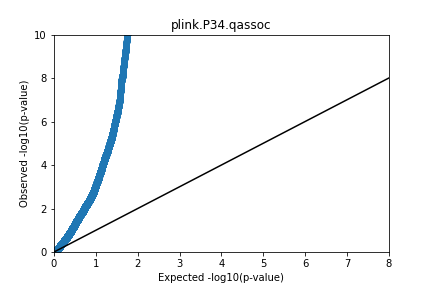 plink.P34.qassoc
10
8
6
4
2
0
Observed -log10(p-value)
0 1 2 3 4 5 6 7 8
Expected -log10(p-value)